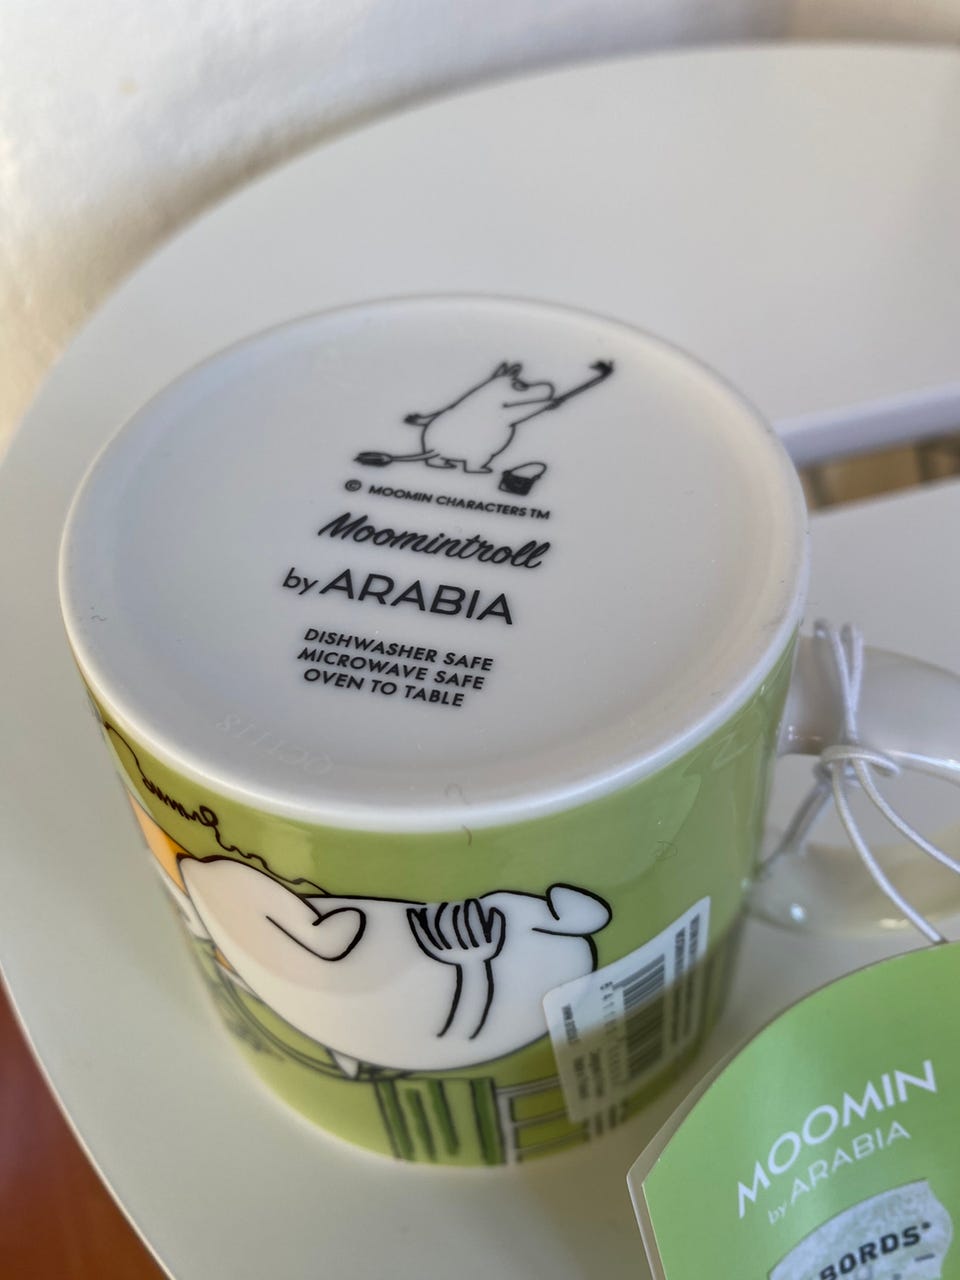 © MOOMIN CHARACTERS TM
Moomintroll
by ARABIA
DISHWASHER SAFE
MICROWAVE SAFE
OVEN TO TABLE
MOOMIN
by ARABIA